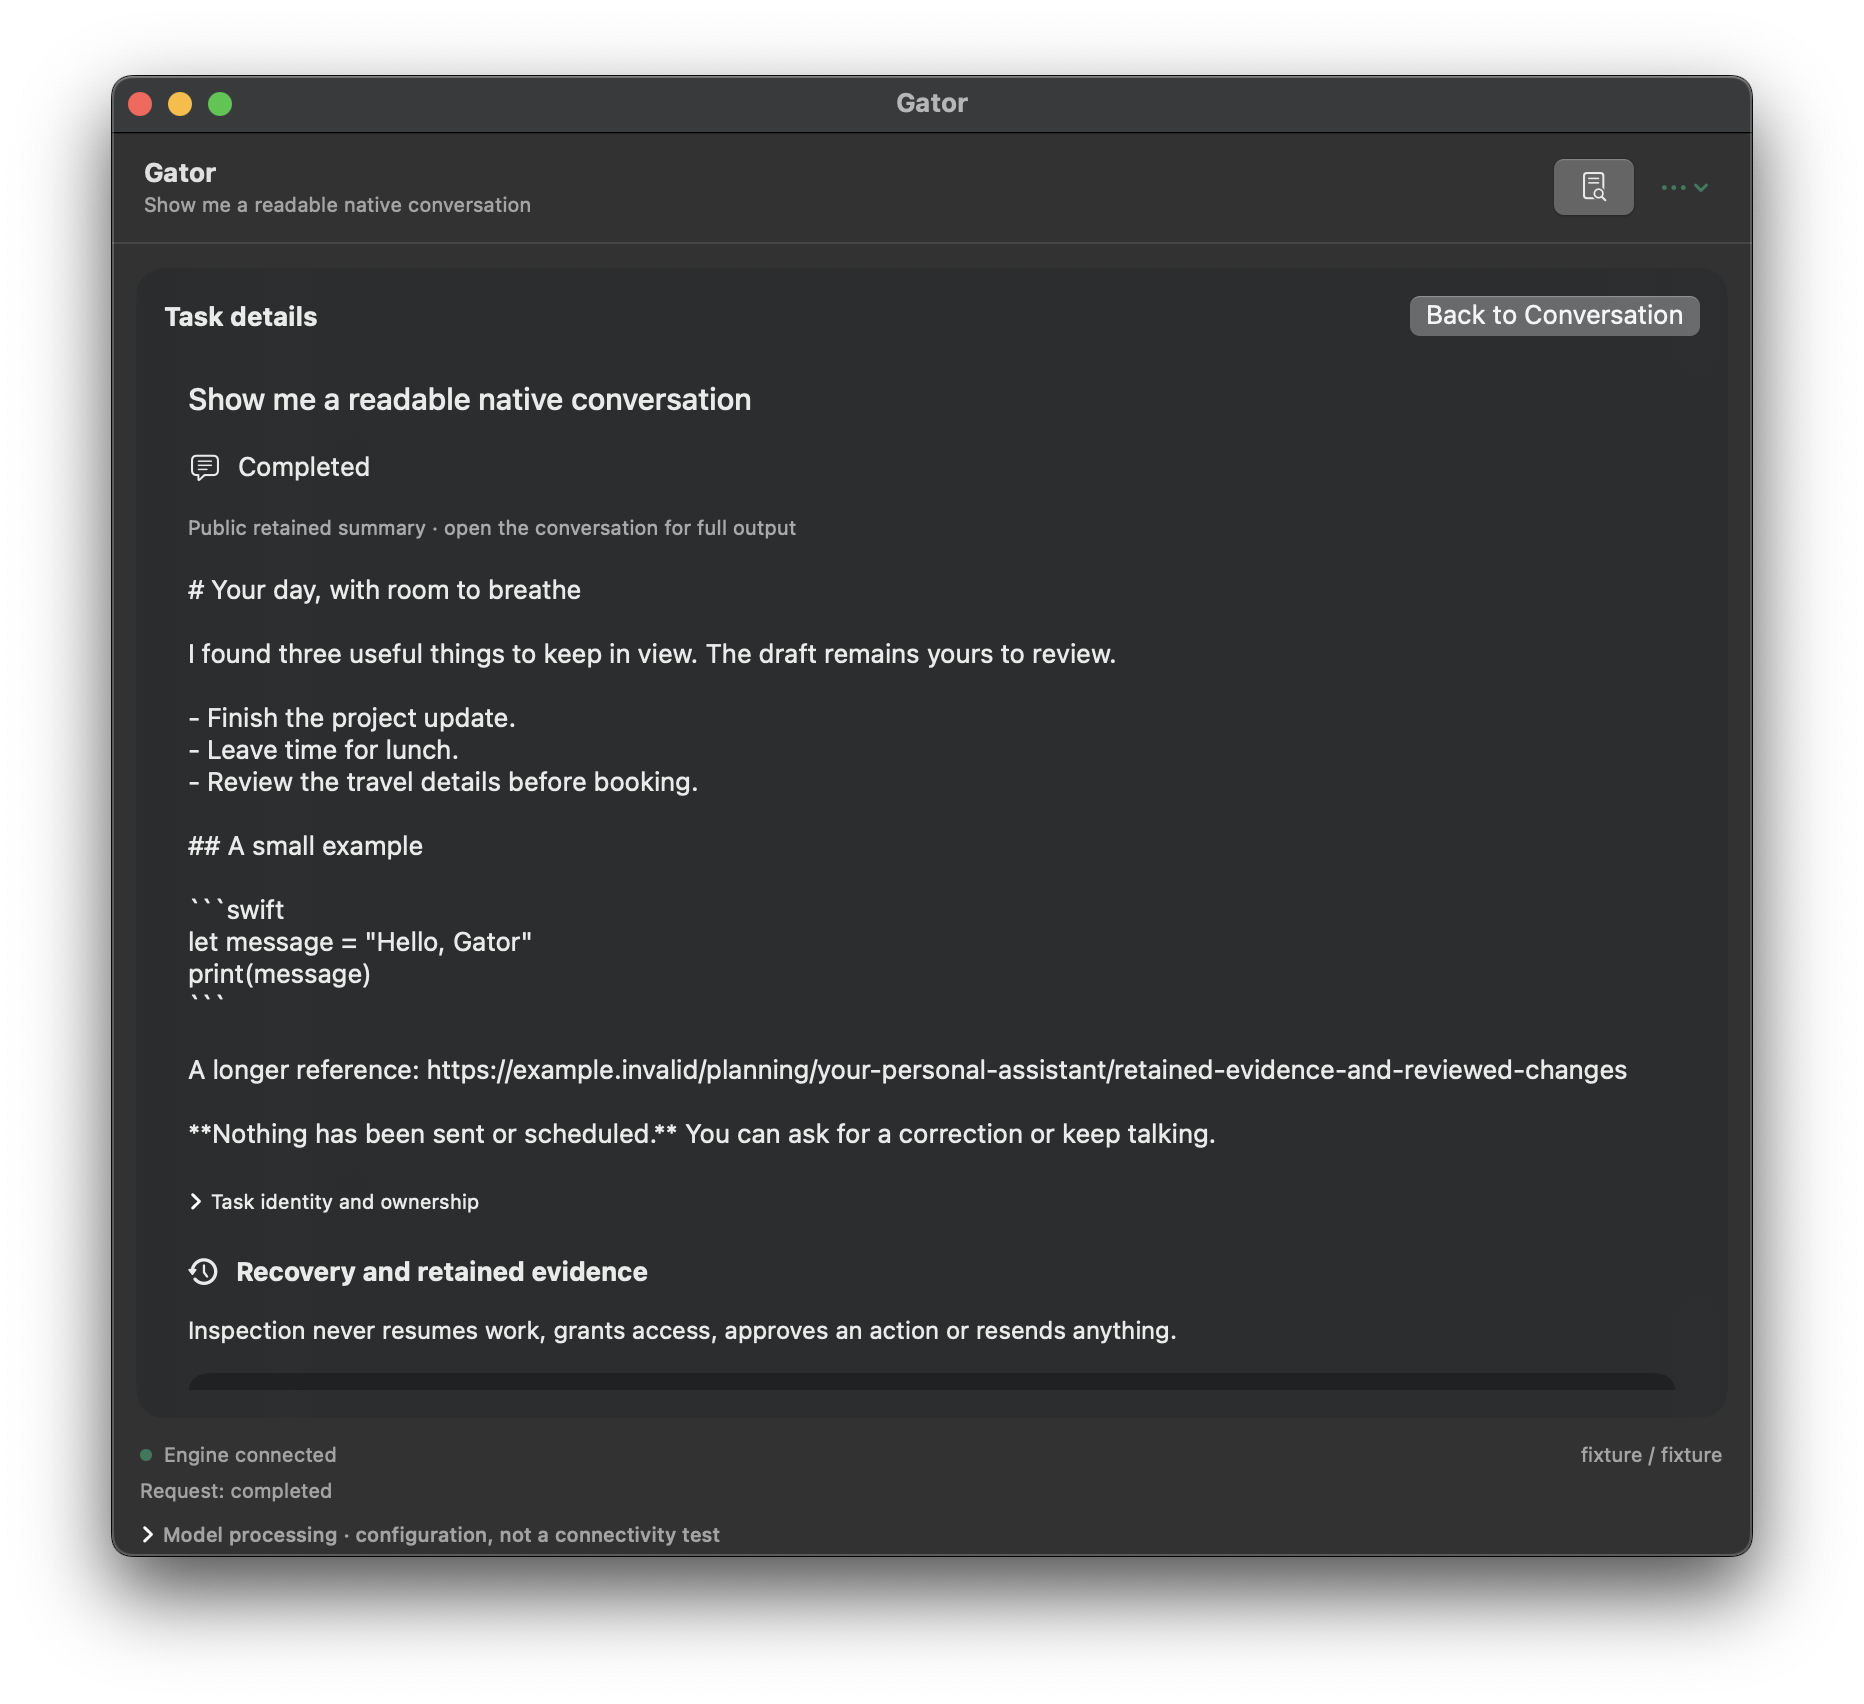 Gator
Gator
Show me a readable native conversation
Task details
Back to Conversation
Show me a readable native conversation
Completed
Public retained summary · open the conversation for full output
# Your day, with room to breathe
I found three useful things to keep in view. The draft remains yours to review.
- Finish the project update.
- Leave time for lunch.
- Review the travel details before booking.
## A small example
```swift
let message = "Hello, Gator"
print(message)
```
A longer reference: https://example.invalid/planning/your-personal-assistant/retained-evidence-and-reviewed-changes
**Nothing has been sent or scheduled.** You can ask for a correction or keep talking.
Task identity and ownership
Recovery and retained evidence
Inspection never resumes work, grants access, approves an action or resends anything.
Engine connected
fixture / fixture
Request: completed
Model processing · configuration, not a connectivity test